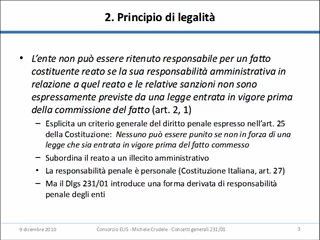 2. Principio di legalità
• L'ente non può essere ritenuto responsabile per un fatto
costituente reato se la sua responsabilità amministrativa in
relazione a quel reato e le relative sanzioni non sono
espressamente previste da una legge entrata in vigore prima
della commissione del fatto (art. 2, 1)
– Esplicita un criterio generale del diritto penale espresso nell'art. 25
della Costituzione: Nessuno può essere punito se non in forza di una
legge che sia entrata in vigore prima del fatto commesso
– Subordina il reato a un illecito amministrativo
• La responsabilità penale è personale (Costituzione Italiana, art. 27)
– Ma il Dlgs 231/01 introduce una forma derivata di responsabilità
penale degli enti
9 dicembre 2010
Consorzio ELIS - Michele Crudele - Concetti generali 231/01
3